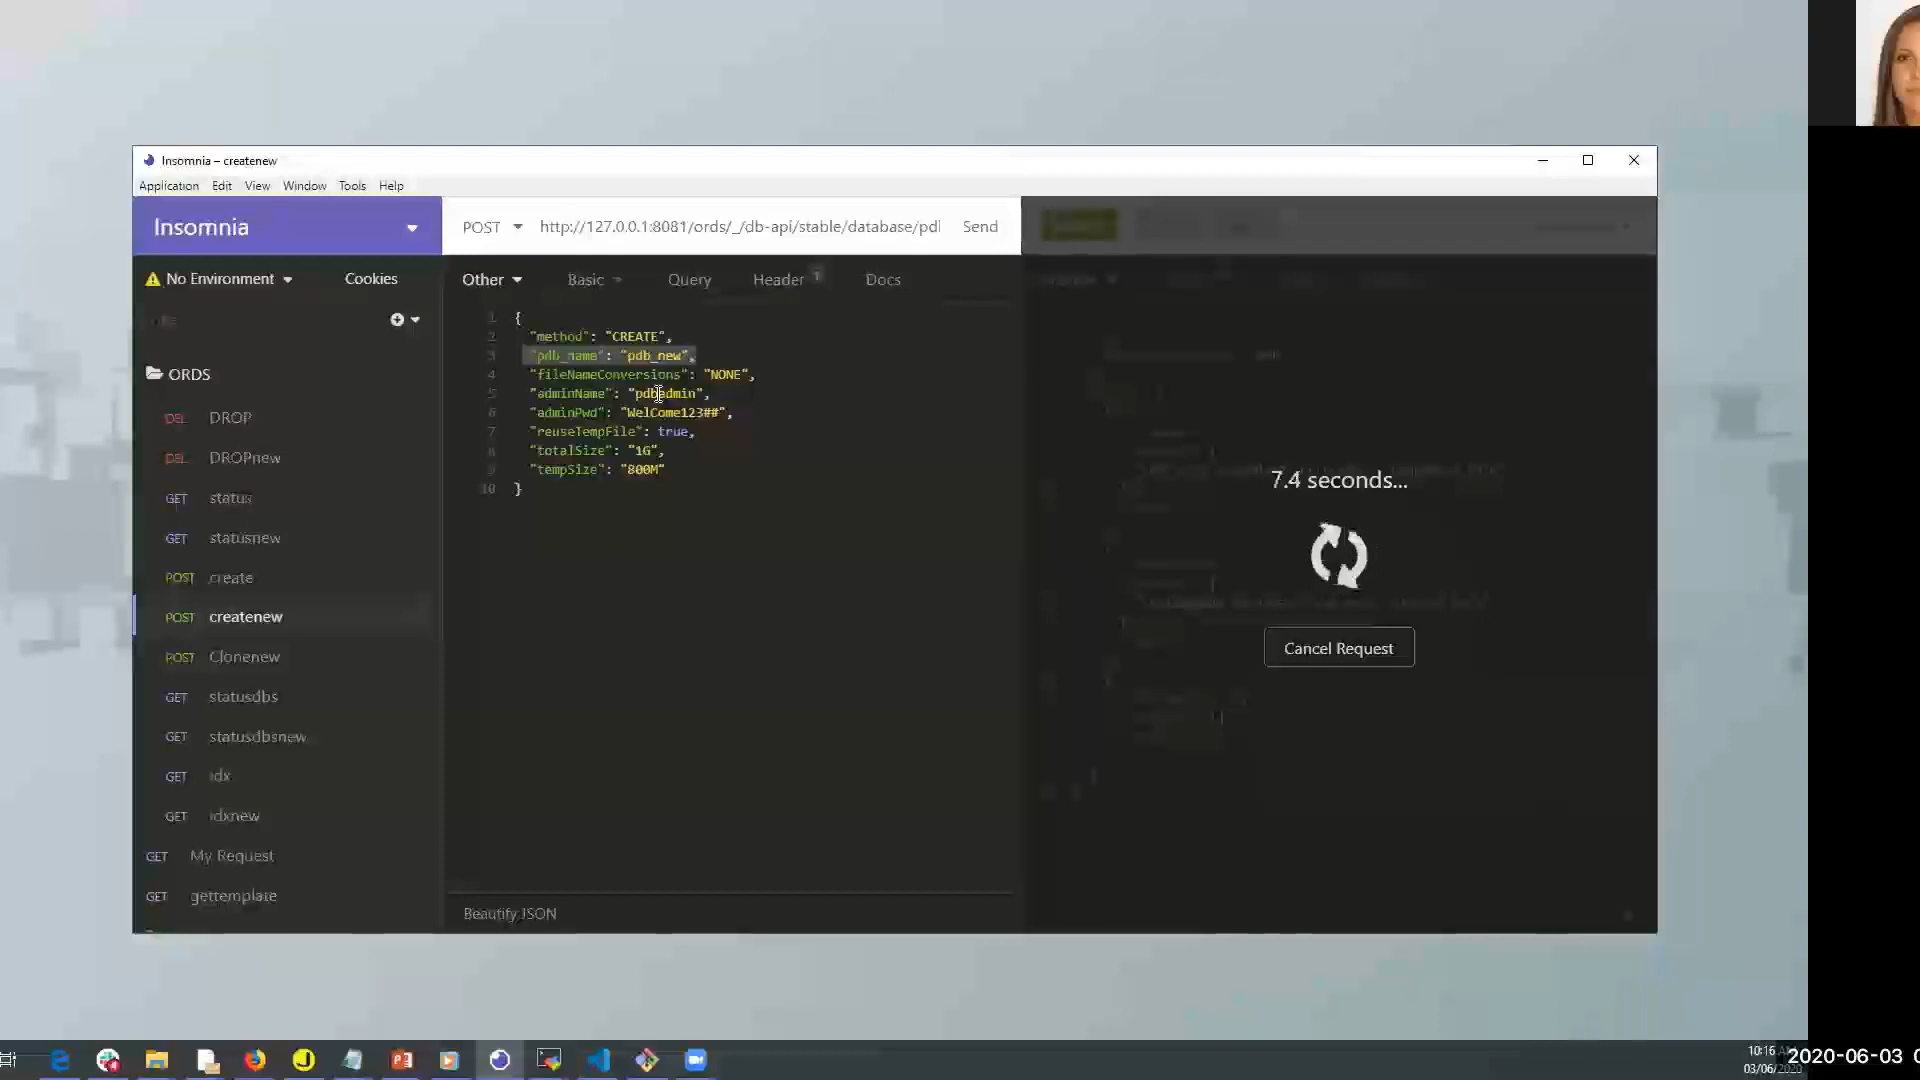 Insomnia – createnew
Application Edit View Window Tools Help
Insomnia
POST http://127.0.0.1:8081/ords/_/db-api/stable/database/pdl Send
No Environment Cookies
Other Basic Query Header 1 Docs
1 {
2 "method": "CREATE",
3 "pdb_name": "pdb_new",
4 "fileNameConversions": "NONE",
5 "adminName": "pdbadmin",
6 "adminPwd": "WelCome123##",
7 "reuseTempFile": true,
8 "totalSize": "1G",
9 "tempSize": "800M"
10 }
ORDS
DEL DROP
DEL DROPnew
GET status
GET statusnew
POST create
POST createnew
POST Clonenew
GET statusdbs
GET statusdbsnew
GET idx
GET idxnew
GET My Request
GET gettemplate
Beautify JSON
7.4 seconds...
Cancel Request
10:16
03/06/2020
2020-06-03